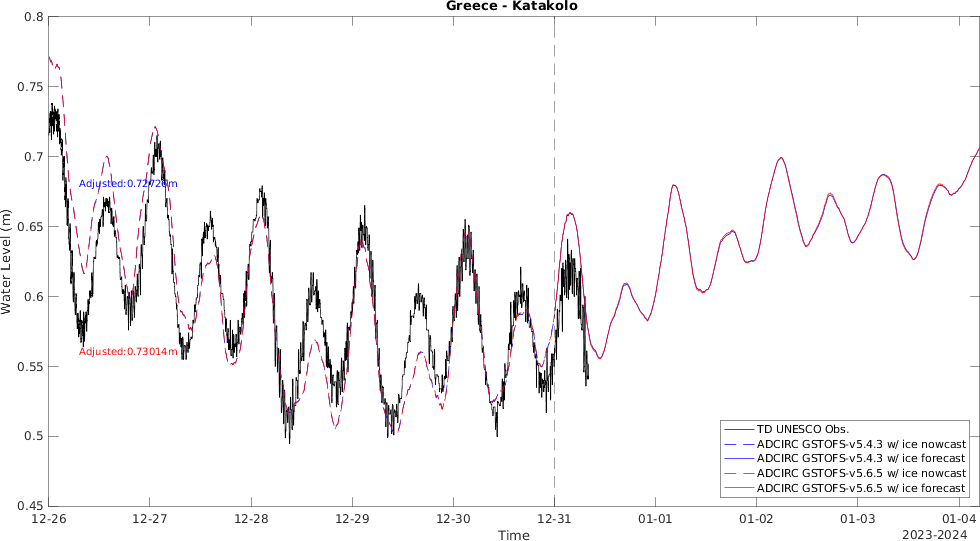 Greece - Katakolo
0.8
0.75
0.7
0.65
0.6
0.55
0.5
0.45
Water Level (m)
Adjusted:0.72726m
Adjusted:0.73014m
TD UNESCO Obs.
ADCIRC GSTOFS-v5.4.3 w/ ice nowcast
ADCIRC GSTOFS-v5.4.3 w/ ice forecast
ADCIRC GSTOFS-v5.6.5 w/ ice nowcast
ADCIRC GSTOFS-v5.6.5 w/ ice forecast
12-26 12-27 12-28 12-29 12-30 12-31 01-01 01-02 01-03 01-04
Time
2023-2024